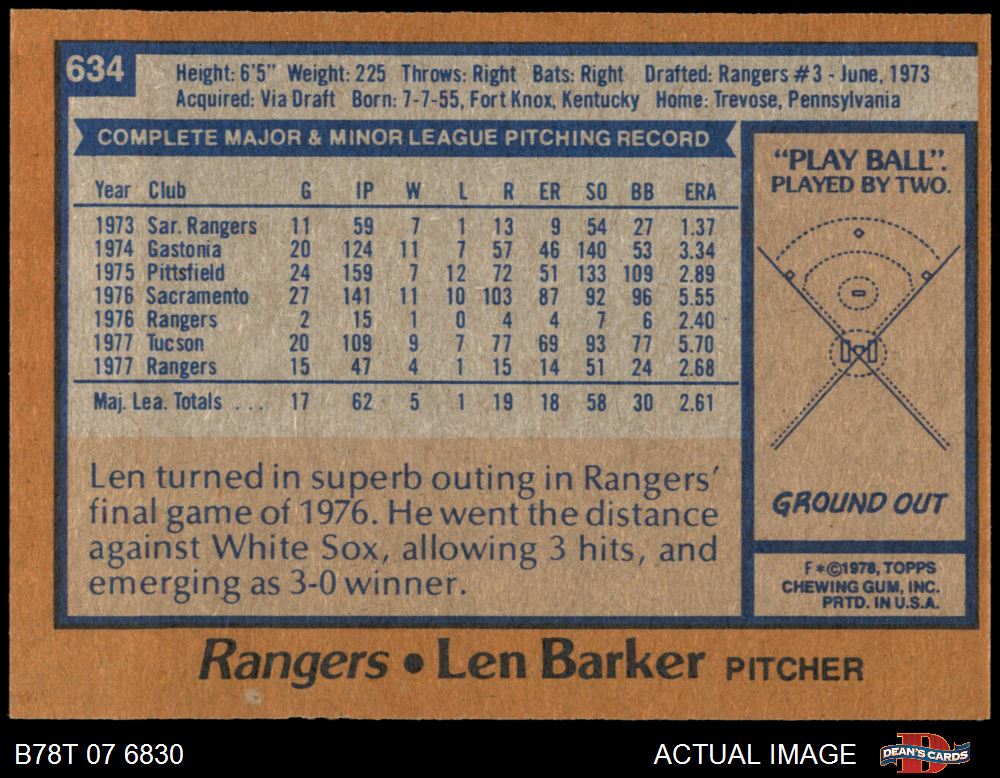 634
Height: 6'5" Weight: 225 Throws: Right Bats: Right Drafted: Rangers #3 - June, 1973
Acquired: Via Draft Born: 7-7-55, Fort Knox, Kentucky Home: Trevose, Pennsylvania
COMPLETE MAJOR & MINOR LEAGUE PITCHING RECORD
Year Club G IP W L R ER SO BB ERA
1973 Sar. Rangers 11 59 7 1 13 9 54 27 1.37
1974 Gastonia 20 124 11 7 57 46 140 53 3.34
1975 Pittsfield 24 159 7 12 72 51 133 109 2.89
1976 Sacramento 27 141 11 10 103 87 92 96 5.55
1976 Rangers 2 15 1 0 4 4 7 6 2.40
1977 Tucson 20 109 9 7 77 69 93 77 5.70
1977 Rangers 15 47 4 1 15 14 51 24 2.68
Maj. Lea. Totals ... 17 62 5 1 19 18 58 30 2.61
Len turned in superb outing in Rangers'
final game of 1976. He went the distance
against White Sox, allowing 3 hits, and
emerging as 3-0 winner.
"PLAY BALL".
PLAYED BY TWO.
GROUND OUT
F*©1978, TOPPS
CHEWING GUM, INC.
PRTD. IN U.S.A.
Rangers • Len Barker PITCHER
B78T 07 6830
ACTUAL IMAGE
DEAN'S CARDS